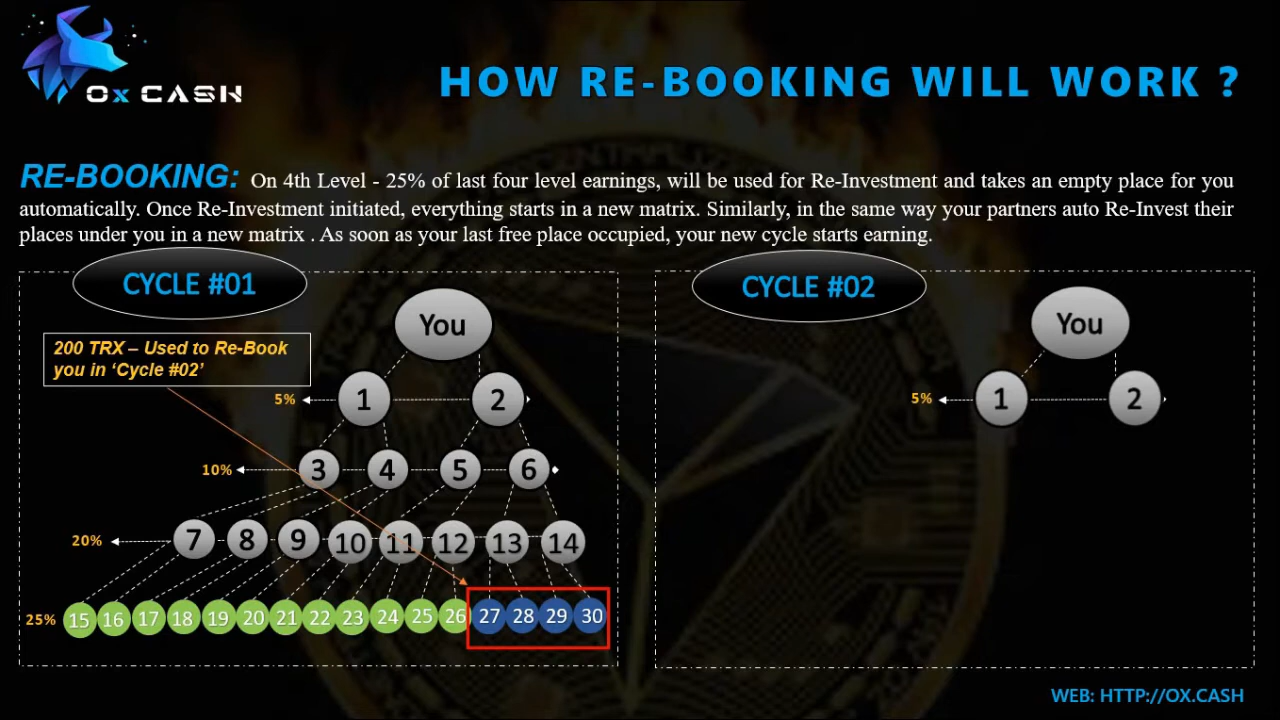 Ox CASH
HOW RE-BOOKING WILL WORK ?
RE-BOOKING: On 4th Level - 25% of last four level earnings, will be used for Re-Investment and takes an empty place for you
automatically. Once Re-Investment initiated, everything starts in a new matrix. Similarly, in the same way your partners auto Re-Invest their
places under you in a new matrix . As soon as your last free place occupied, your new cycle starts earning.
CYCLE #01
200 TRX – Used to Re-Book
you in ‘Cycle #02’
You
5% 1 2
10% 3 4 5 6
20% 7 8 9 10 11 12 13 14
25% 15 16 17 18 19 20 21 22 23 24 25 26 27 28 29 30
CYCLE #02
You
5% 1 2
WEB: HTTP://OX.CASH